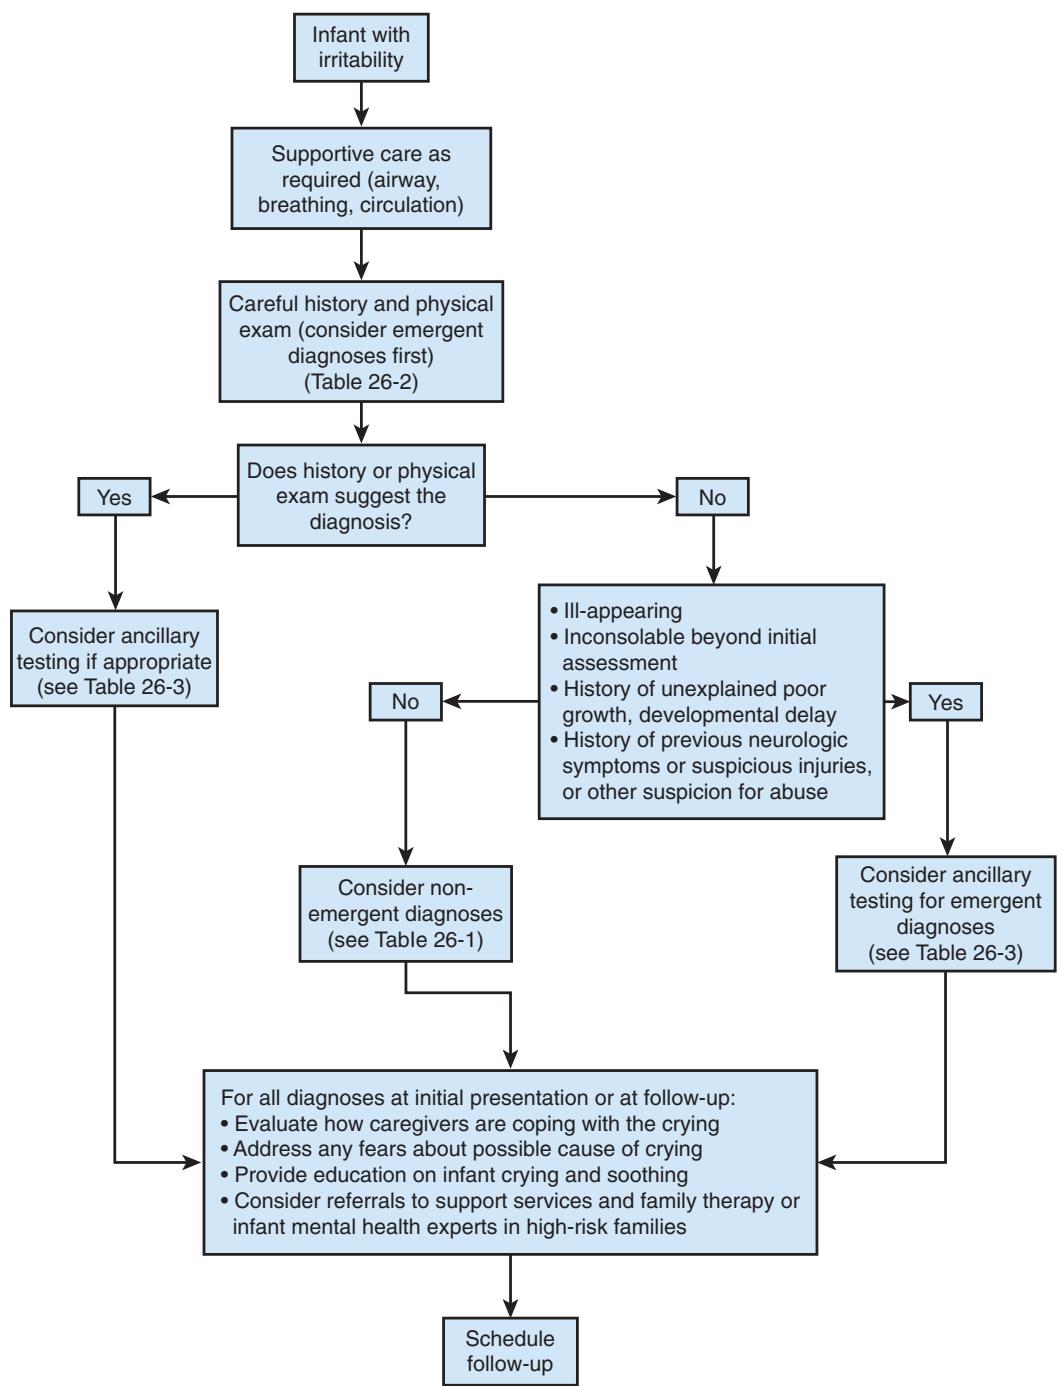 Infant with
irritability
Supportive care as
required (airway,
breathing, circulation)
Careful history and physical
exam (consider emergent
diagnoses first)
(Table 26-2)
Does history or physical
exam suggest the
diagnosis?
Yes
No
Consider ancillary
testing if appropriate
(see Table 26-3)
• Ill-appearing
• Inconsolable beyond initial
assessment
• History of unexplained poor
growth, developmental delay
• History of previous neurologic
symptoms or suspicious injuries,
or other suspicion for abuse
No
Yes
Consider non-
emergent diagnoses
(see Table 26-1)
Consider ancillary
testing for emergent
diagnoses
(see Table 26-3)
For all diagnoses at initial presentation or at follow-up:
• Evaluate how caregivers are coping with the crying
• Address any fears about possible cause of crying
• Provide education on infant crying and soothing
• Consider referrals to support services and family therapy or
infant mental health experts in high-risk families
Schedule
follow-up